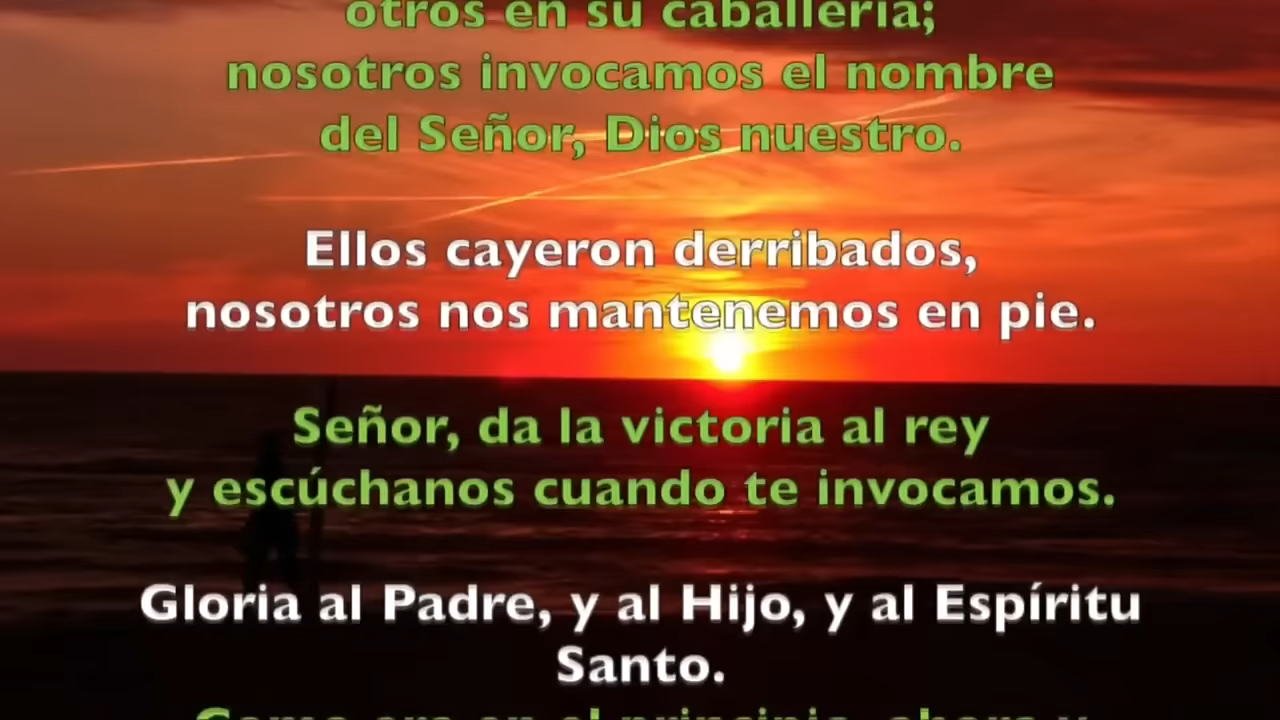 otros en su caballería;
nosotros invocamos el nombre
del Señor, Dios nuestro.
Ellos cayeron derribados,
nosotros nos mantenemos en pie.
Señor, da la victoria al rey
y escúchanos cuando te invocamos.
Gloria al Padre, y al Hijo, y al Espíritu
Santo.
Como era en el principio, ahora y